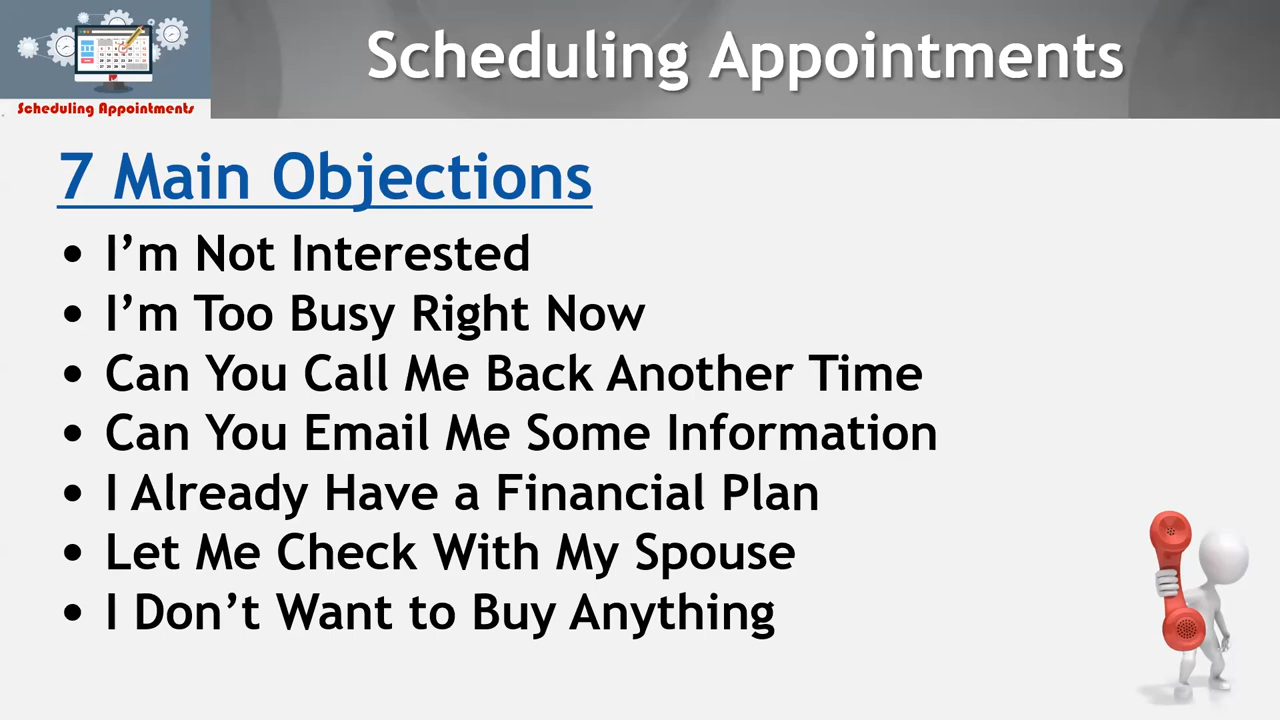 Scheduling Appointments
Scheduling Appointments
7 Main Objections
• I’m Not Interested
• I’m Too Busy Right Now
• Can You Call Me Back Another Time
• Can You Email Me Some Information
• I Already Have a Financial Plan
• Let Me Check With My Spouse
• I Don’t Want to Buy Anything